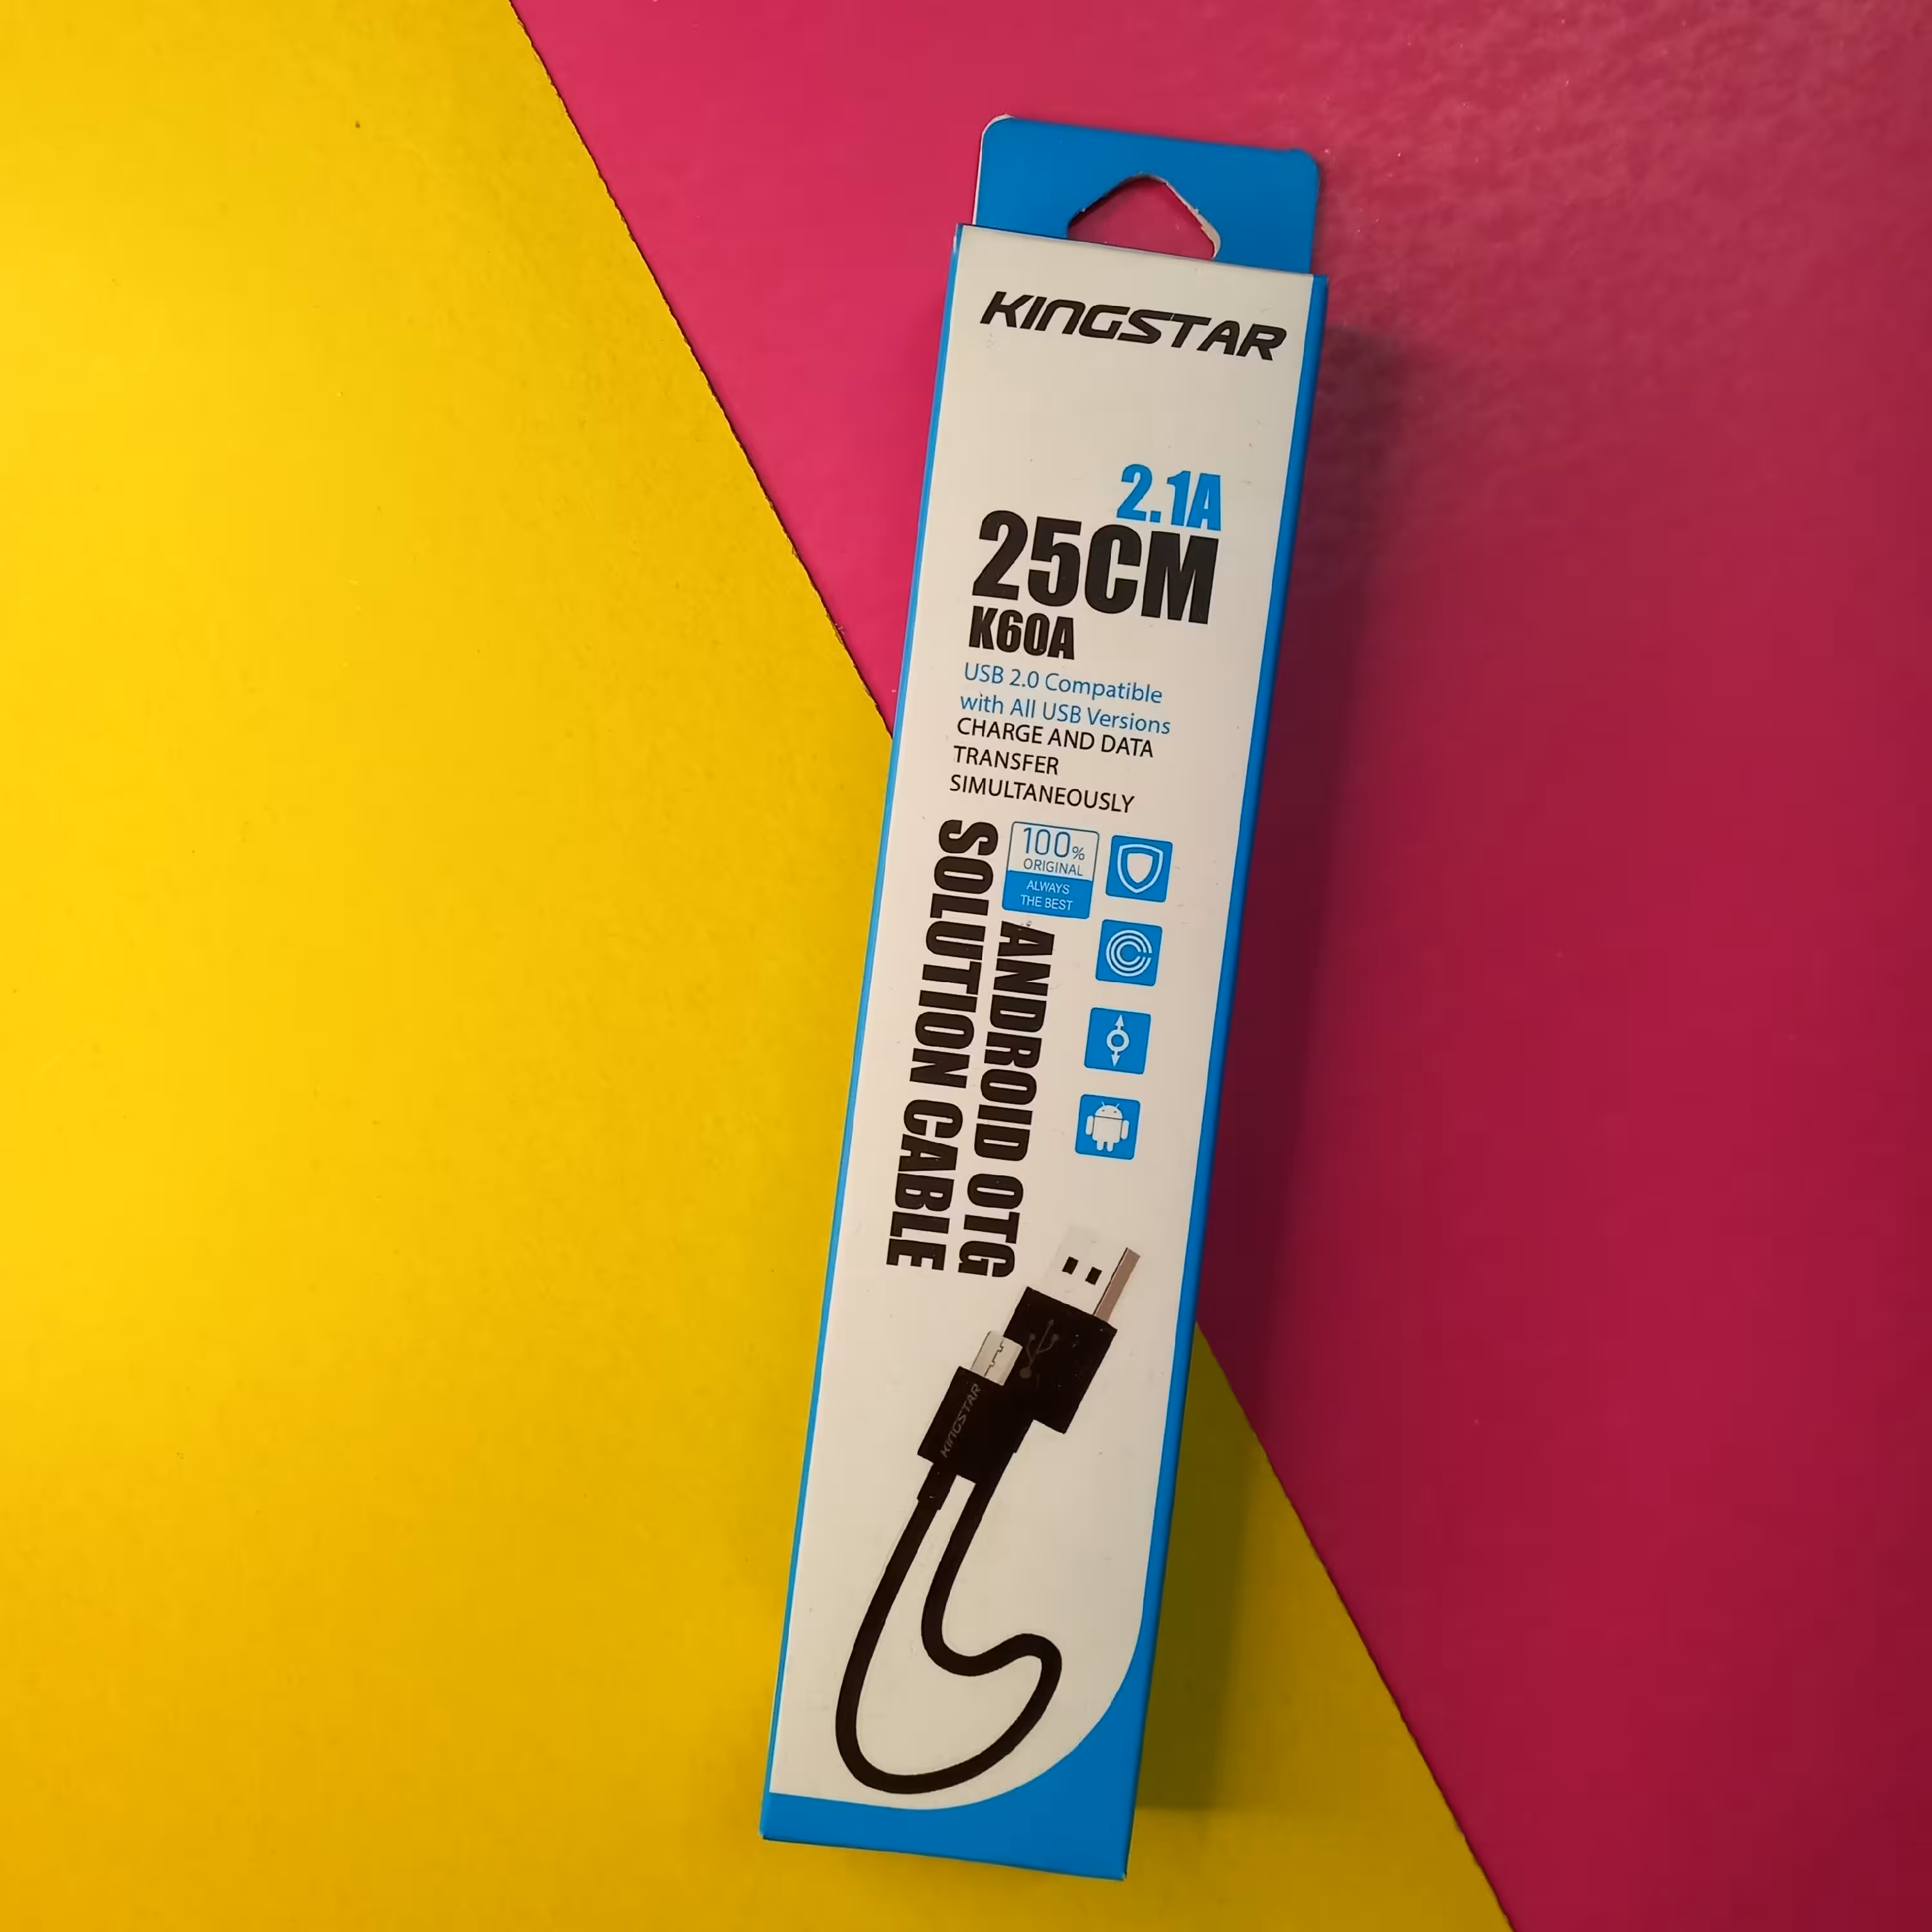 KINGSTAR
2.1A
25CM
K60A
USB 2.0 Compatible
with All USB Versions
CHARGE AND DATA
TRANSFER
SIMULTANEOUSLY
100%
ORIGINAL
ALWAYS
THE BEST
ANDROID OTG
SOLUTION CABLE
KINGSTAR